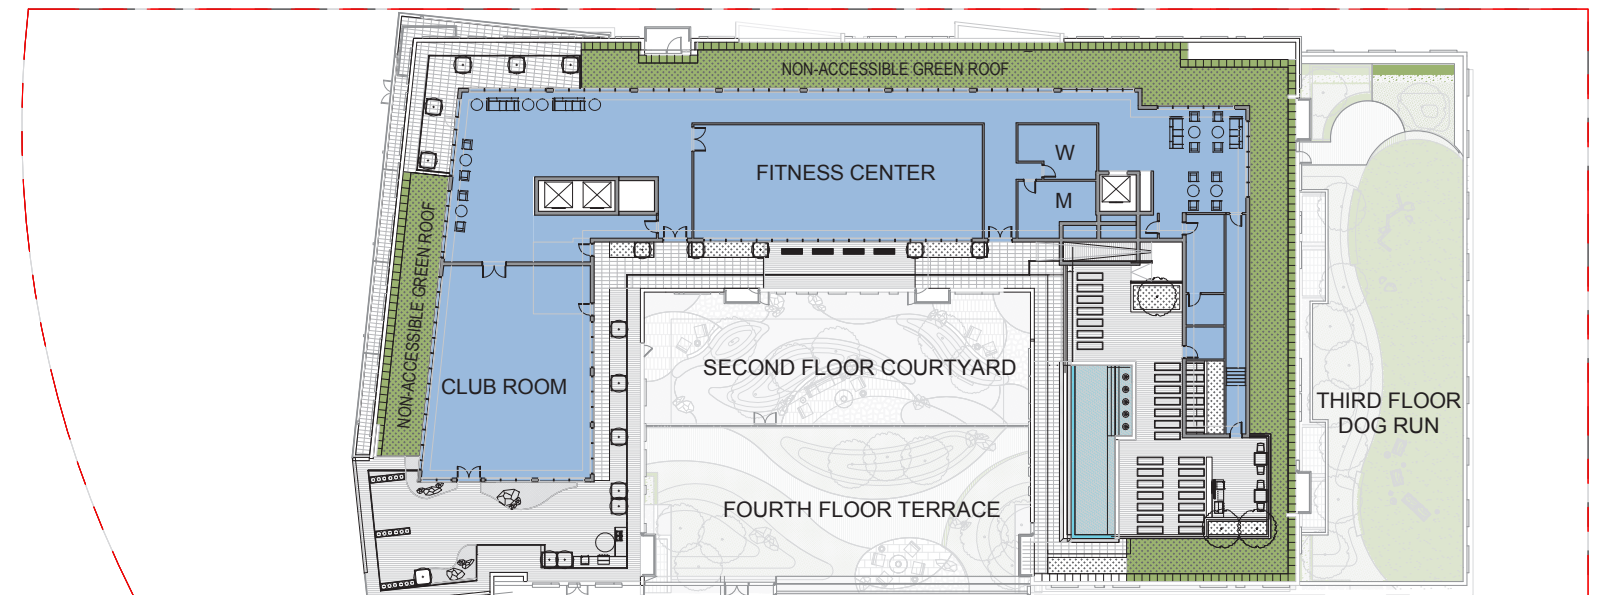 NON-ACCESSIBLE GREEN ROOF
W
FITNESS CENTER
M
NON-ACCESSIBLE GREEN ROOF
SECOND FLOOR COURTYARD
CLUB ROOM
THIRD FLOOR
DOG RUN
FOURTH FLOOR TERRACE